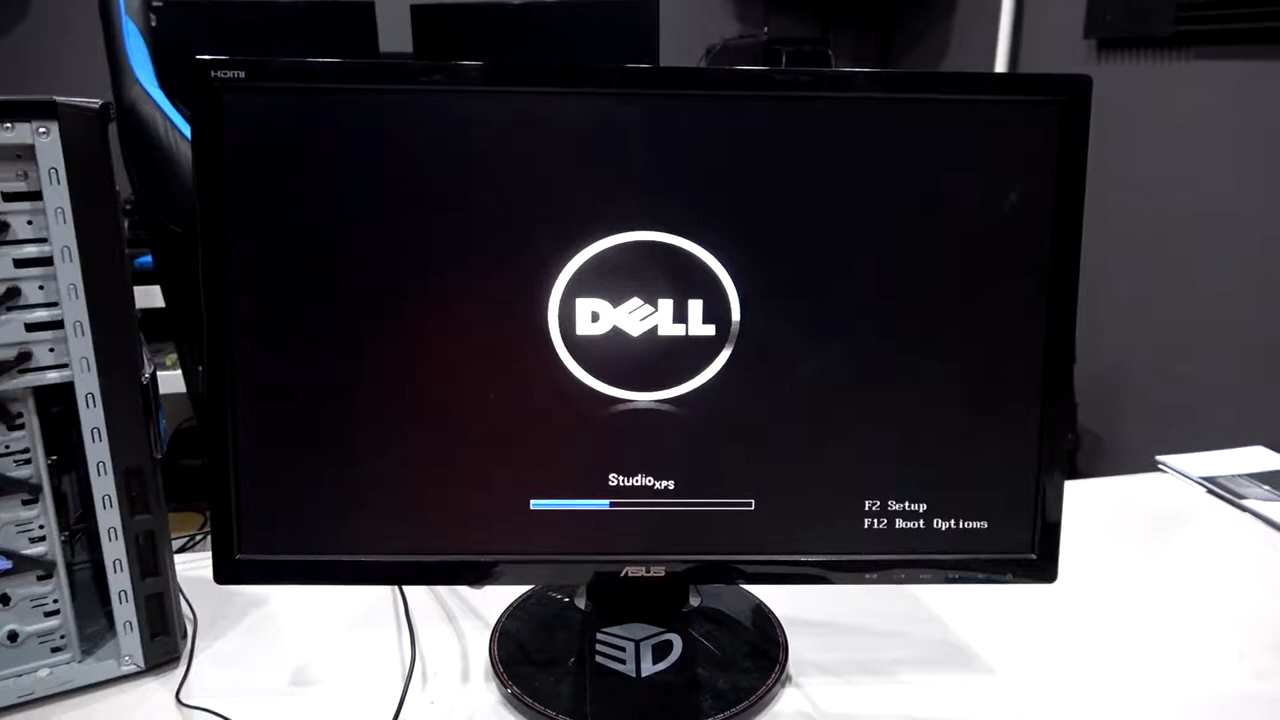 HDMI
DELL
StudioXPS
F2 Setup
F12 Boot Options
ASUS
3D